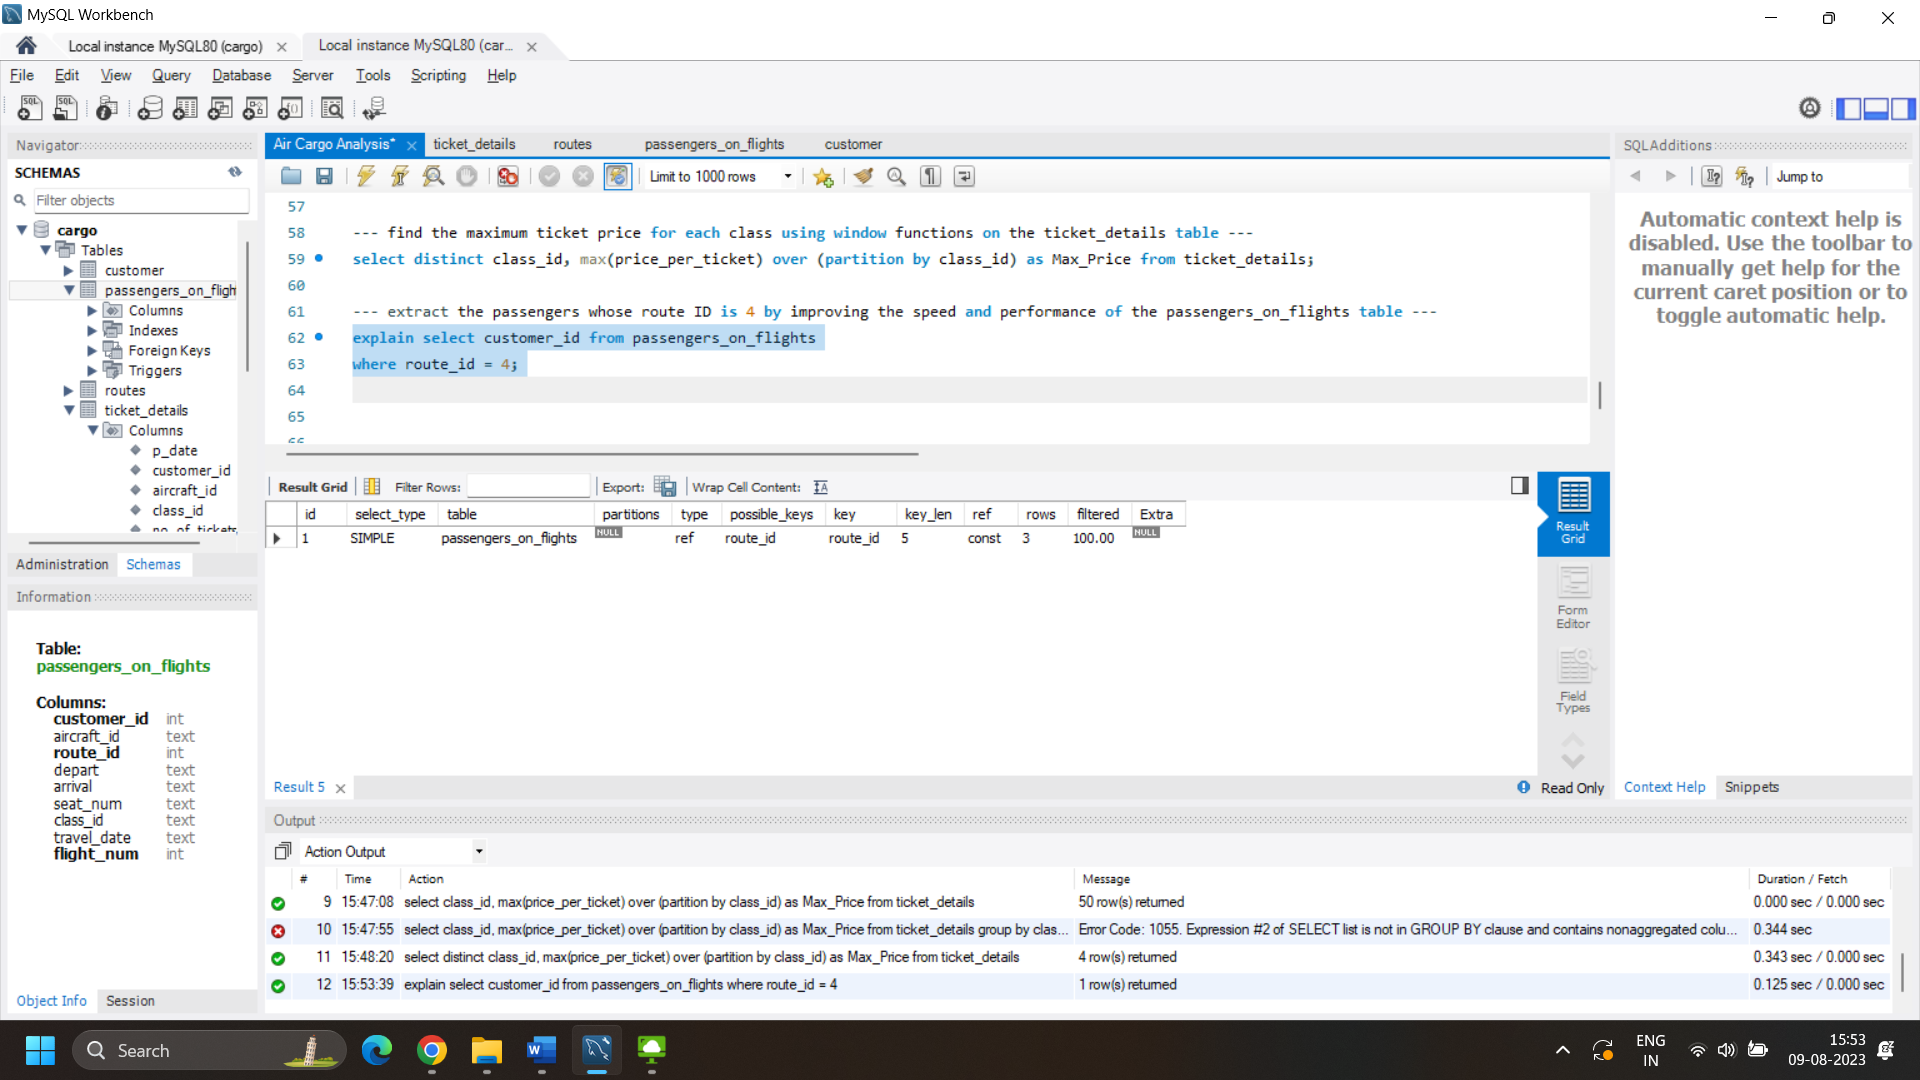 MySQL Workbench
Local instance MySQL80 (cargo)
Local instance MySQL80 (car...
File Edit View Query Database Server Tools Scripting Help
Navigator
SCHEMAS
Filter objects
cargo
Tables
customer
passengers_on_fligh
Columns
Indexes
Foreign Keys
Triggers
routes
ticket_details
Columns
p_date
customer_id
aircraft_id
class_id
no_of_tickets
Administration Schemas
Information
Table:
passengers_on_flights
Columns:
customer_id int
aircraft_id text
route_id int
depart text
arrival text
seat_num text
class_id text
travel_date text
flight_num int
Object Info Session
Air Cargo Analysis* ticket_details routes passengers_on_flights customer
Limit to 1000 rows
57
58 --- find the maximum ticket price for each class using window functions on the ticket_details table ---
59 select distinct class_id, max(price_per_ticket) over (partition by class_id) as Max_Price from ticket_details;
60
61 --- extract the passengers whose route ID is 4 by improving the speed and performance of the passengers_on_flights table ---
62 explain select customer_id from passengers_on_flights
63 where route_id = 4;
64
65
66
Result Grid Filter Rows: Export: Wrap Cell Content:
id select_type table partitions type possible_keys key key_len ref rows filtered Extra
1 SIMPLE passengers_on_flights NULL ref route_id route_id 5 const 3 100.00 NULL
Result Grid
Form Editor
Field Types
Result 5
Read Only
SQLAdditions
Jump to
Automatic context help is
disabled. Use the toolbar to
manually get help for the
current caret position or to
toggle automatic help.
Context Help Snippets
Output
Action Output
# Time Action Message Duration / Fetch
9 15:47:08 select class_id, max(price_per_ticket) over (partition by class_id) as Max_Price from ticket_details 50 row(s) returned 0.000 sec / 0.000 sec
10 15:47:55 select class_id, max(price_per_ticket) over (partition by class_id) as Max_Price from ticket_details group by clas... Error Code: 1055. Expression #2 of SELECT list is not in GROUP BY clause and contains nonaggregated colu... 0.344 sec
11 15:48:20 select distinct class_id, max(price_per_ticket) over (partition by class_id) as Max_Price from ticket_details 4 row(s) returned 0.343 sec / 0.000 sec
12 15:53:39 explain select customer_id from passengers_on_flights where route_id = 4 1 row(s) returned 0.125 sec / 0.000 sec
Search
ENG
IN
15:53
09-08-2023